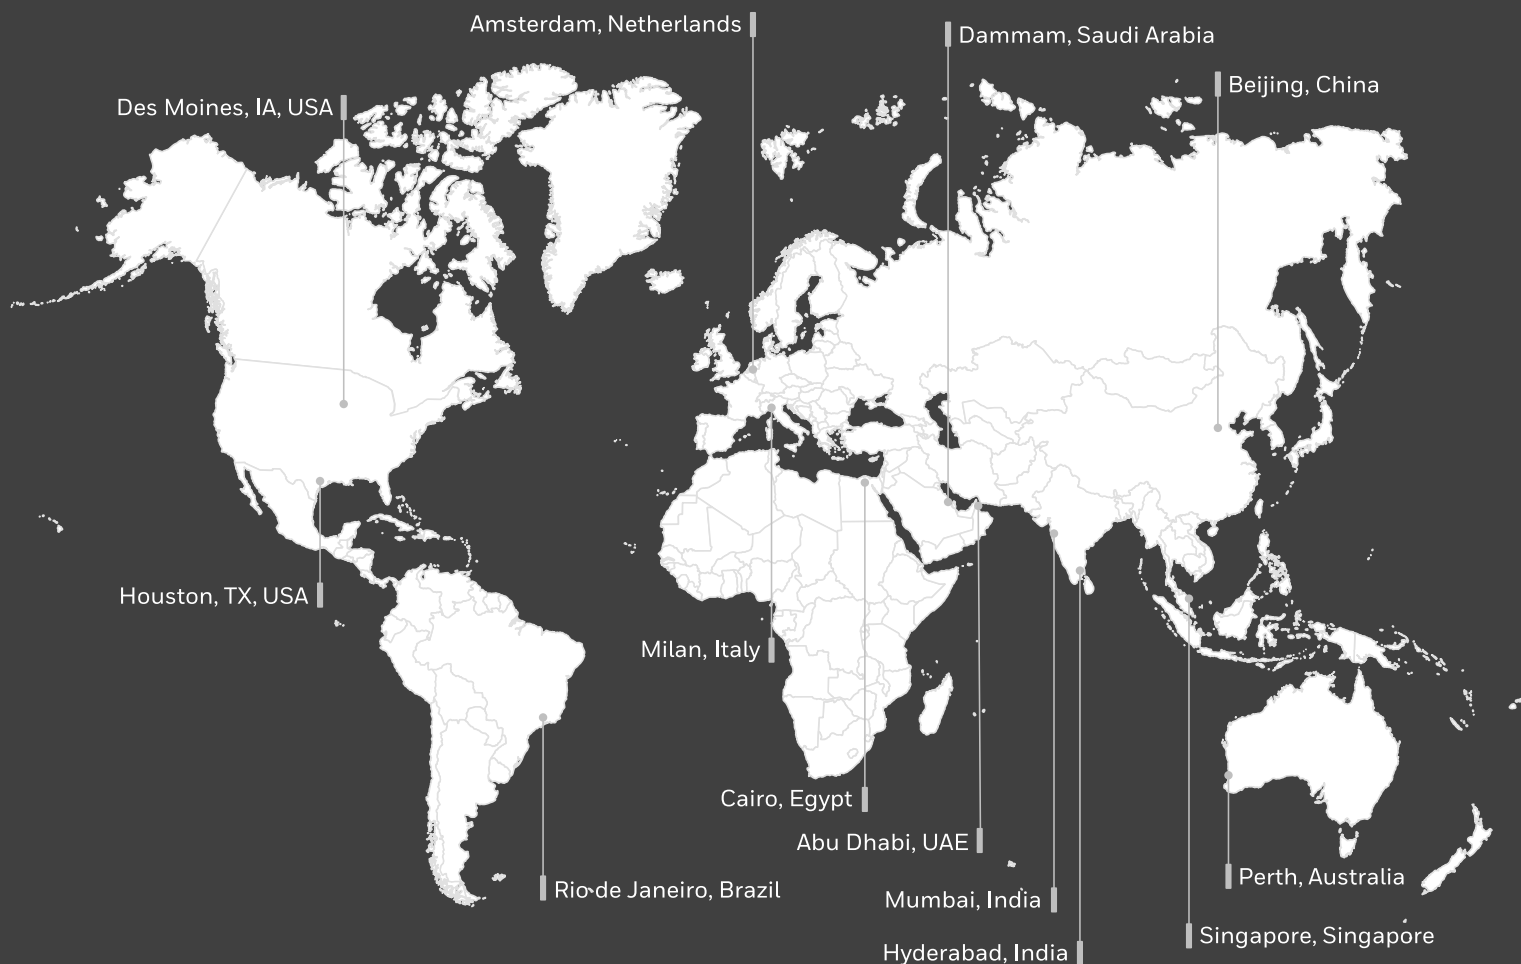 Amsterdam, Netherlands
Dammam, Saudi Arabia
Beijing, China
Des Moines, IA, USA
Houston, TX, USA
Milan, Italy
Cairo, Egypt
Abu Dhabi, UAE
Perth, Australia
Rio de Janeiro, Brazil
Mumbai, India
Singapore, Singapore
Hyderabad, India